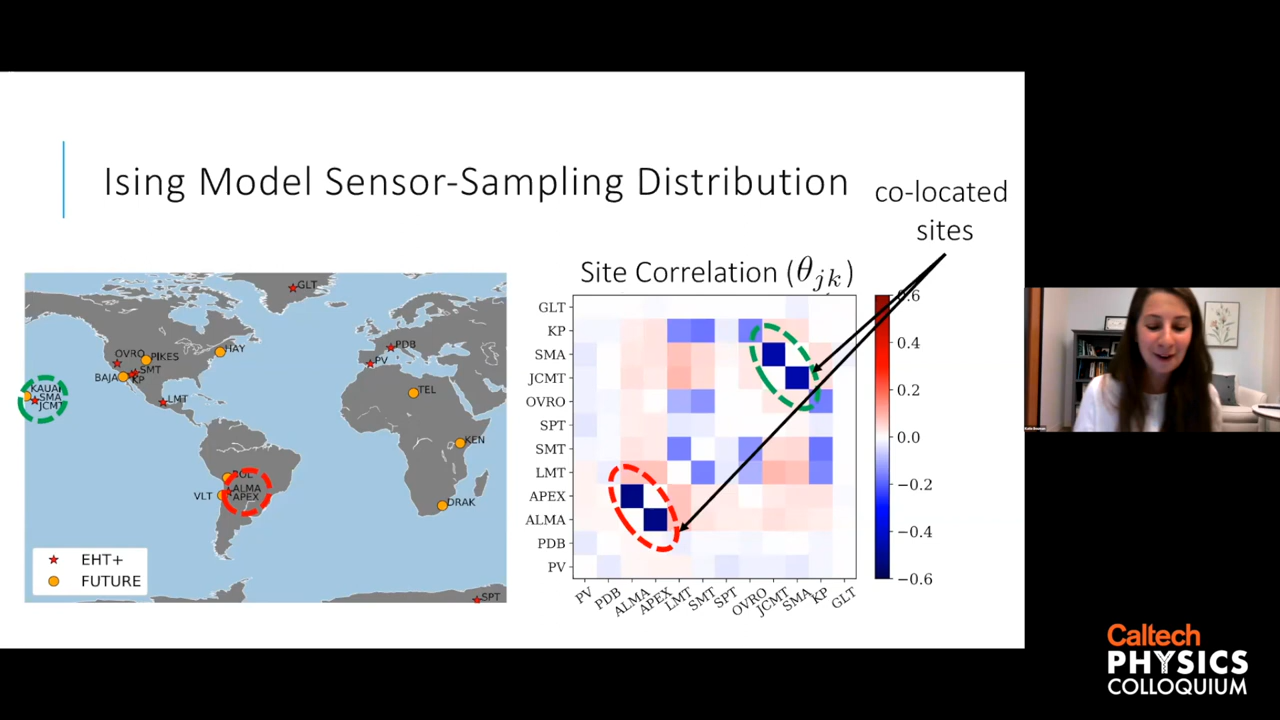 Ising Model Sensor-Sampling Distribution
co-located
sites
GLT
OVRO
PIKES
HAY
SMT
BAJA
KP
LMT
KAUAI
SMA
JCMT
PDB
PV
TEL
KEN
DRAK
ALMA
APEX
VLT
SPT
EHT+
FUTURE
Site Correlation (θjk)
GLT
KP
SMA
JCMT
OVRO
SPT
SMT
LMT
APEX
ALMA
PDB
PV
PV PDB ALMA APEX LMT SMT SPT OVRO JCMT SMA KP GLT
0.6
0.4
0.2
0.0
−0.2
−0.4
−0.6
Caltech
PHYSICS
COLLOQUIUM